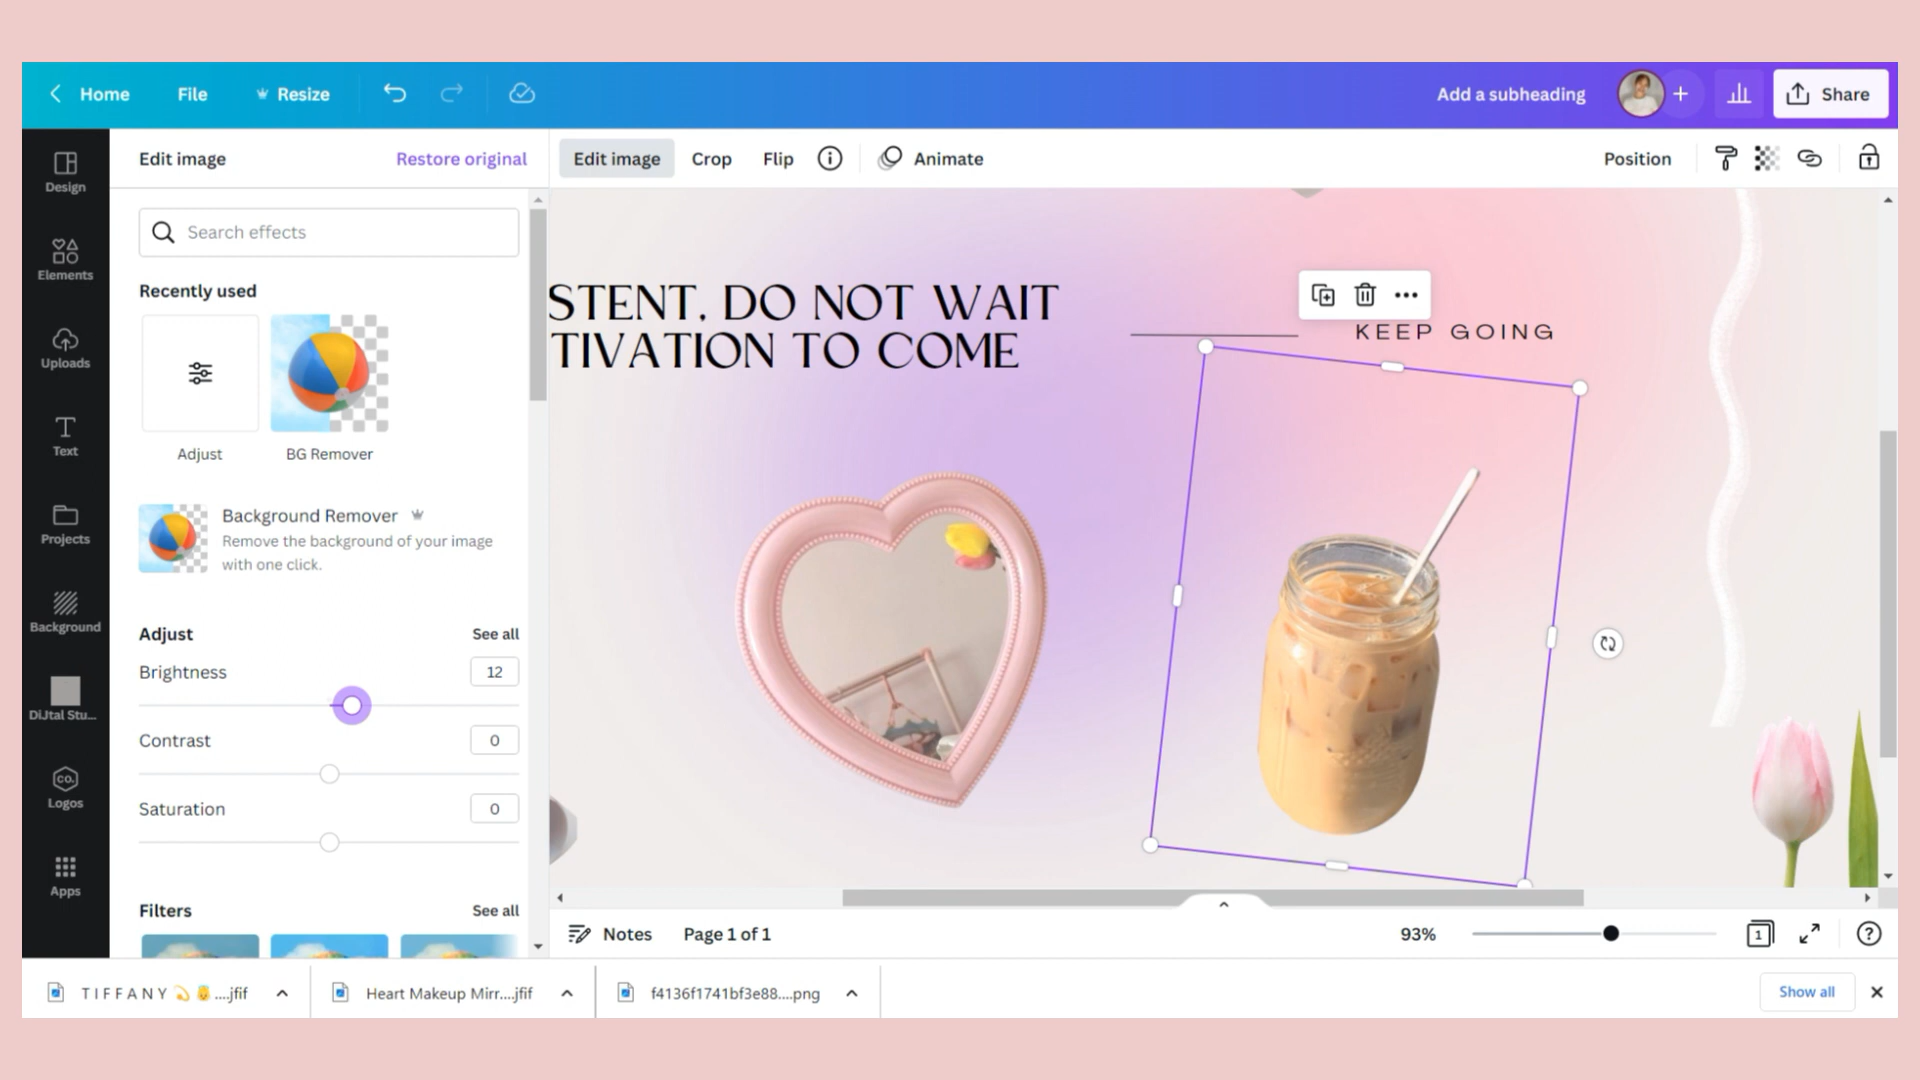 Home File Resize Add a subheading Share
Edit image Restore original Edit image Crop Flip Animate Position
Design
Elements
Uploads
Text
Projects
Background
DiJtal Stu...
Logos
co.
Apps
Search effects
Recently used
Adjust BG Remover
Background Remover
Remove the background of your image
with one click.
Adjust See all
Brightness 12
Contrast 0
Saturation 0
Filters See all
STENT. DO NOT WAIT
TIVATION TO COME
KEEP GOING
Notes Page 1 of 1 93% 1
T I F F A N Y 💫 👼 ....jfif Heart Makeup Mirr....jfif f4136f1741bf3e88....png Show all